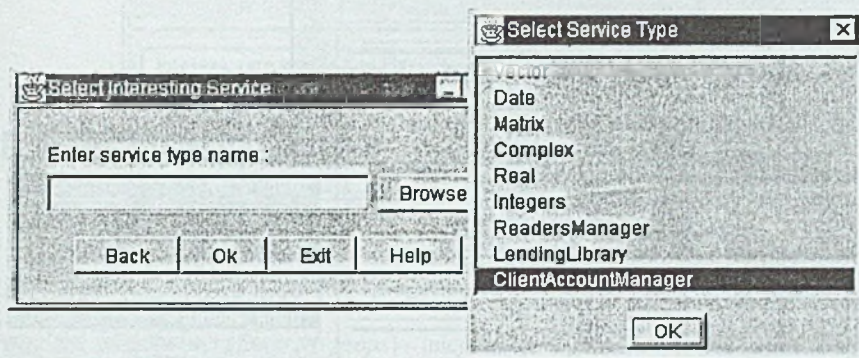 Select Interesting Service
Enter service type name :
Browse
Back
Ok
Exit
Help
Select Service Type
Vector
Date
Matrix
Complex
Real
Integers
ReadersManager
LendingLibrary
ClientAccountManager
OK